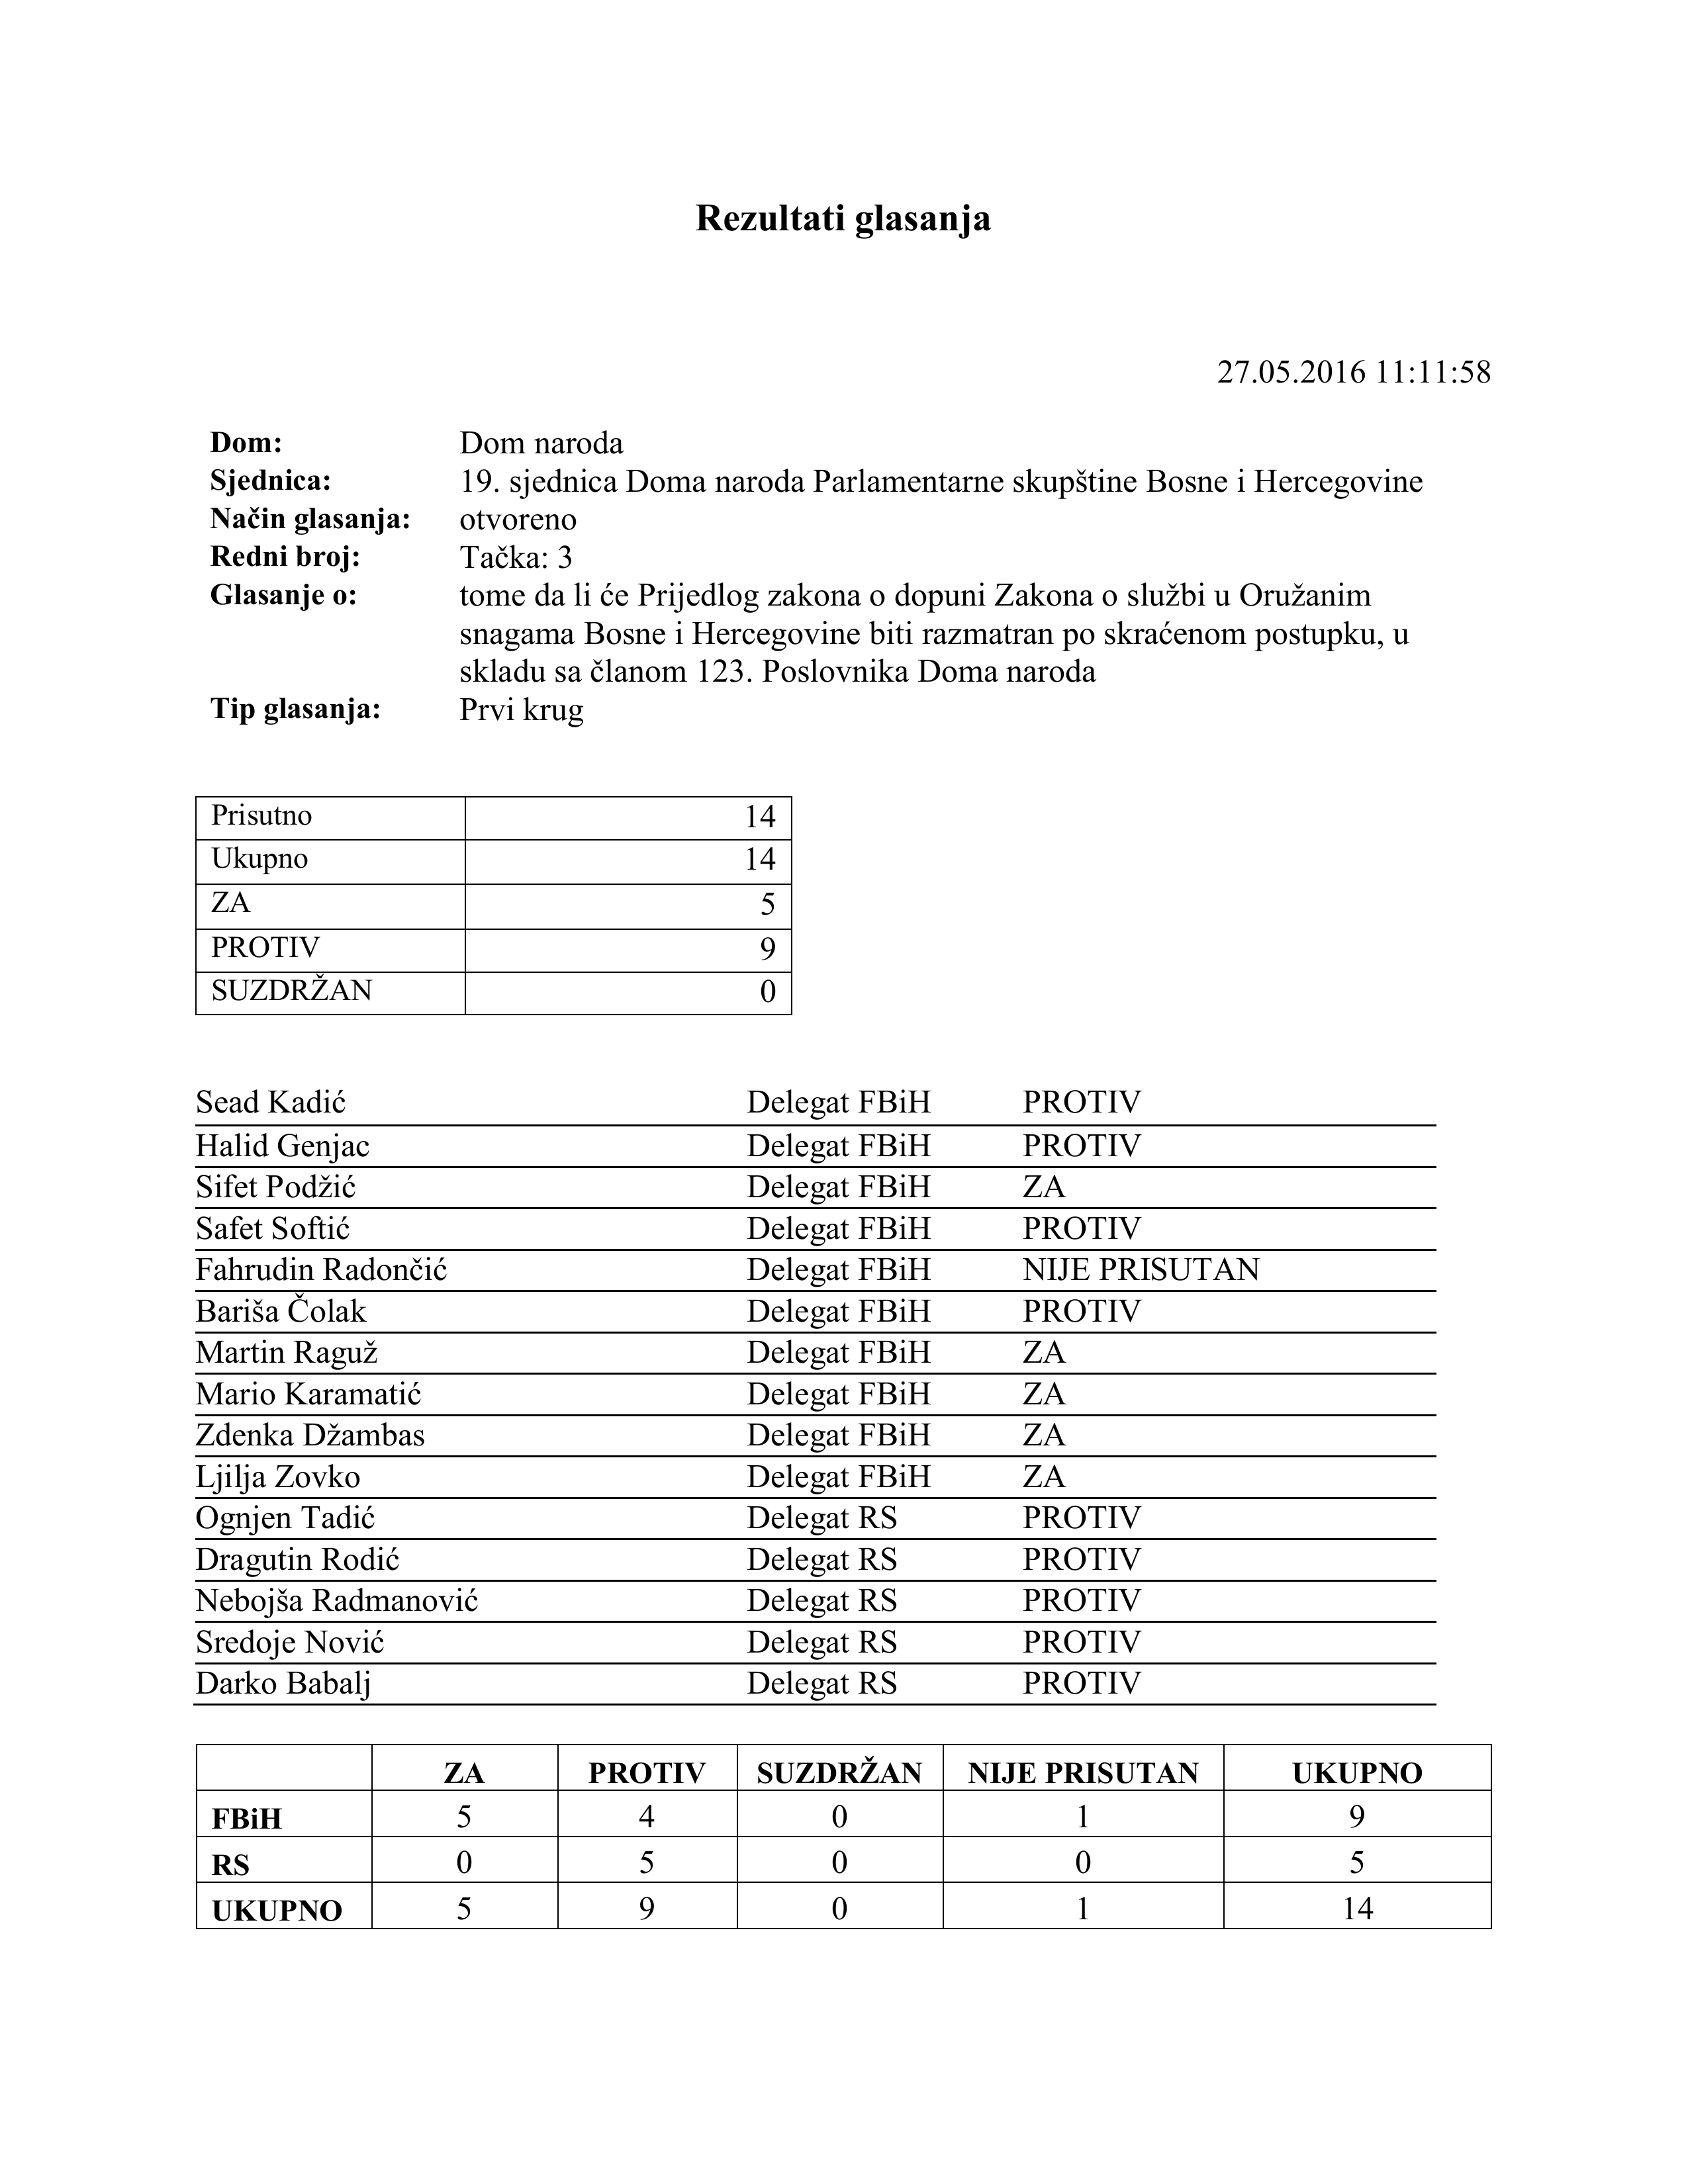 Rezultati glasanja
27.05.2016 11:11:58
Dom: Dom naroda
Sjednica: 19. sjednica Doma naroda Parlamentarne skupštine Bosne i Hercegovine
Način glasanja: otvoreno
Redni broj: Tačka: 3
Glasanje o: tome da li će Prijedlog zakona o dopuni Zakona o službi u Oružanim
snagama Bosne i Hercegovine biti razmatran po skraćenom postupku, u
skladu sa članom 123. Poslovnika Doma naroda
Tip glasanja: Prvi krug
Prisutno 14
Ukupno 14
ZA 5
PROTIV 9
SUZDRŽAN 0
Sead Kadić Delegat FBiH PROTIV
Halid Genjac Delegat FBiH PROTIV
Sifet Podžić Delegat FBiH ZA
Safet Softić Delegat FBiH PROTIV
Fahrudin Radončić Delegat FBiH NIJE PRISUTAN
Bariša Čolak Delegat FBiH PROTIV
Martin Raguž Delegat FBiH ZA
Mario Karamatić Delegat FBiH ZA
Zdenka Džambas Delegat FBiH ZA
Ljilja Zovko Delegat FBiH ZA
Ognjen Tadić Delegat RS PROTIV
Dragutin Rodić Delegat RS PROTIV
Nebojša Radmanović Delegat RS PROTIV
Sredoje Nović Delegat RS PROTIV
Darko Babalj Delegat RS PROTIV
ZA PROTIV SUZDRŽAN NIJE PRISUTAN UKUPNO
FBiH 5 4 0 1 9
RS 0 5 0 0 5
UKUPNO 5 9 0 1 14